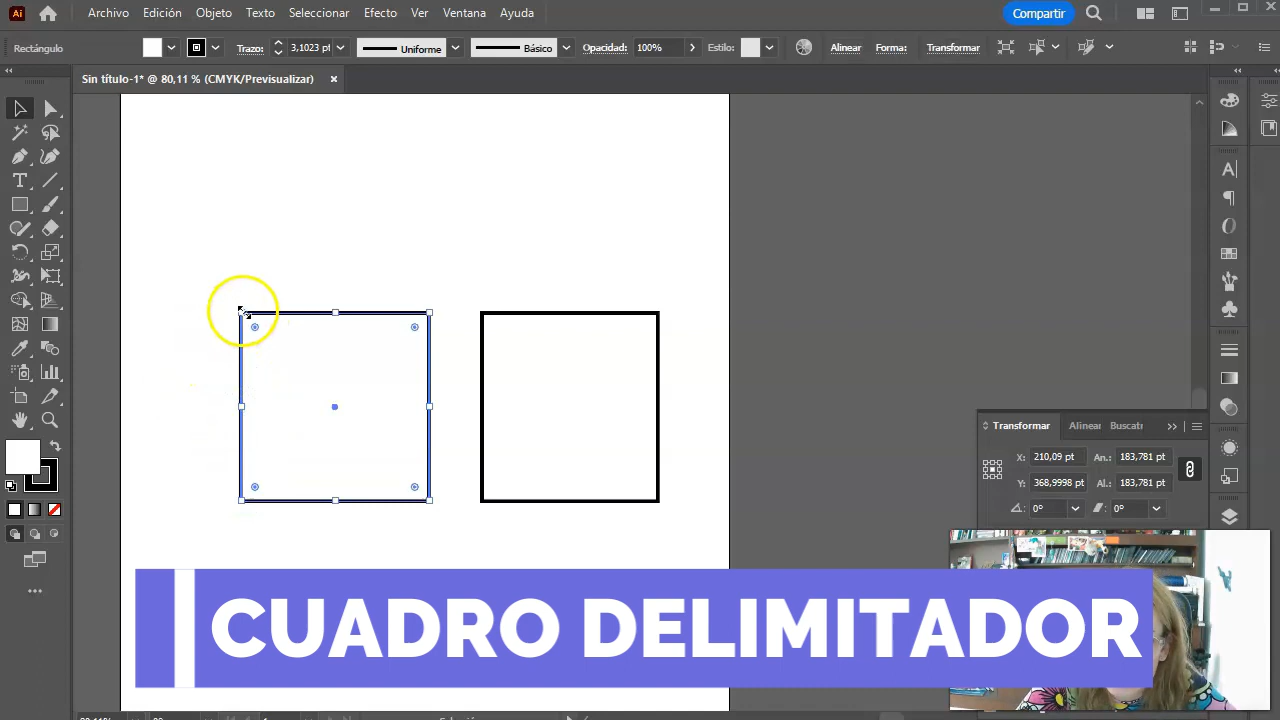 Ai
Archivo Edición Objeto Texto Seleccionar Efecto Ver Ventana Ayuda
Compartir
Rectángulo
Trazo: 3,1023 pt
Uniforme
Básico
Opacidad: 100%
Estilo:
Alinear
Forma:
Transformar
Sin título-1* @ 80,11 % (CMYK/Previsualizar)
Transformar Alinear Buscatr
X: 210,09 pt An.: 183,781 pt
Y: 368,9998 pt Al.: 183,781 pt
0° 0°
CUADRO DELIMITADOR